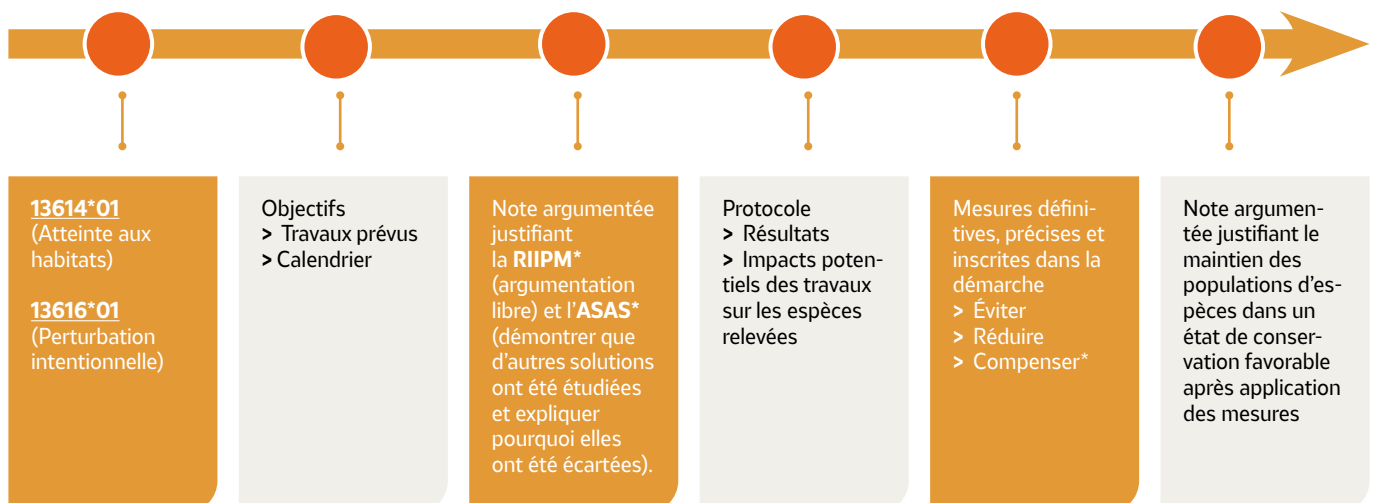 13614*01
(Atteinte aux
habitats)
13616*01
(Perturbation
intentionnelle)
Objectifs
> Travaux prévus
> Calendrier
Note argumentée
justifiant
la RIIPM*
(argumentation
libre) et l'ASAS*
(démontrer que
d'autres solutions
ont été étudiées
et expliquer
pourquoi elles
ont été écartées).
Protocole
> Résultats
> Impacts poten-
tiels des travaux
sur les espèces
relevées
Mesures défini-
tives, précises et
inscrites dans la
démarche
> Éviter
> Réduire
> Compenser*
Note argumen-
tée justifiant le
maintien des
populations d'es-
pèces dans un
état de conser-
vation favorable
après application
des mesures